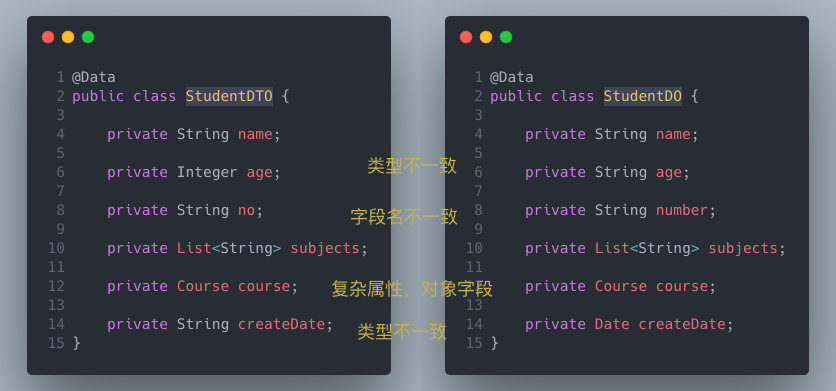 1 @Data
2 public class StudentDTO {
3
4 private String name;
5
6 private Integer age;
7
8 private String no;
9
10 private List<String> subjects;
11
12 private Course course;
13
14 private String createDate;
15 }
类型不一致
字段名不一致
复杂属性，对象字段
类型不一致
1 @Data
2 public class StudentDO {
3
4 private String name;
5
6 private String age;
7
8 private String number;
9
10 private List<String> subjects;
11
12 private Course course;
13
14 private Date createDate;
15 }